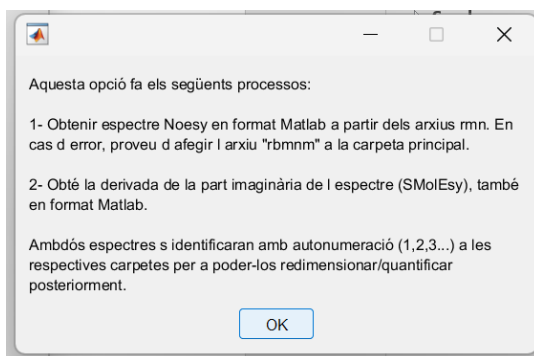 Aquesta opció fa els següents processos:
1- Obtenir espectre Noesy en format Matlab a partir dels arxius rmn. En
cas d error, proveu d afegir l arxiu "rbmnm" a la carpeta principal.
2- Obté la derivada de la part imaginària de l espectre (SMolEsy), també
en format Matlab.
Ambdós espectres s identificaran amb autonumeració (1,2,3...) a les
respectives carpetes per a poder-los redimensionar/quantificar
posteriorment.
OK